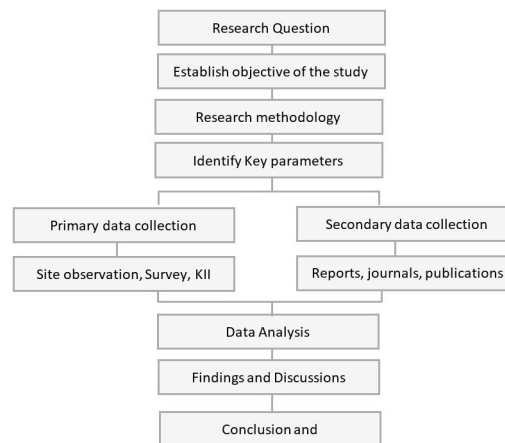 Research Question
Establish objective of the study
Research methodology
Identify Key parameters
Primary data collection
Secondary data collection
Site observation, Survey, KII
Reports, journals, publications
Data Analysis
Findings and Discussions
Conclusion and